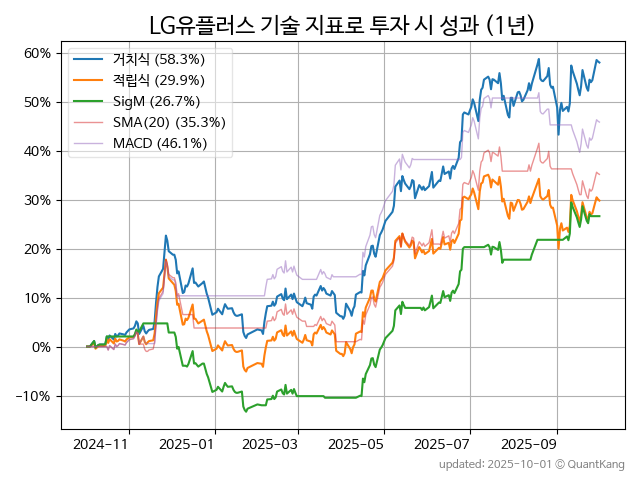 LG유플러스 기술 지표로 투자 시 성과 (1년)
60%
50%
40%
30%
20%
10%
0%
−10%
거치식 (58.3%)
적립식 (29.9%)
SigM (26.7%)
SMA(20) (35.3%)
MACD (46.1%)
2024-11
2025-01
2025-03
2025-05
2025-07
2025-09
updated: 2025-10-01 © QuantKang